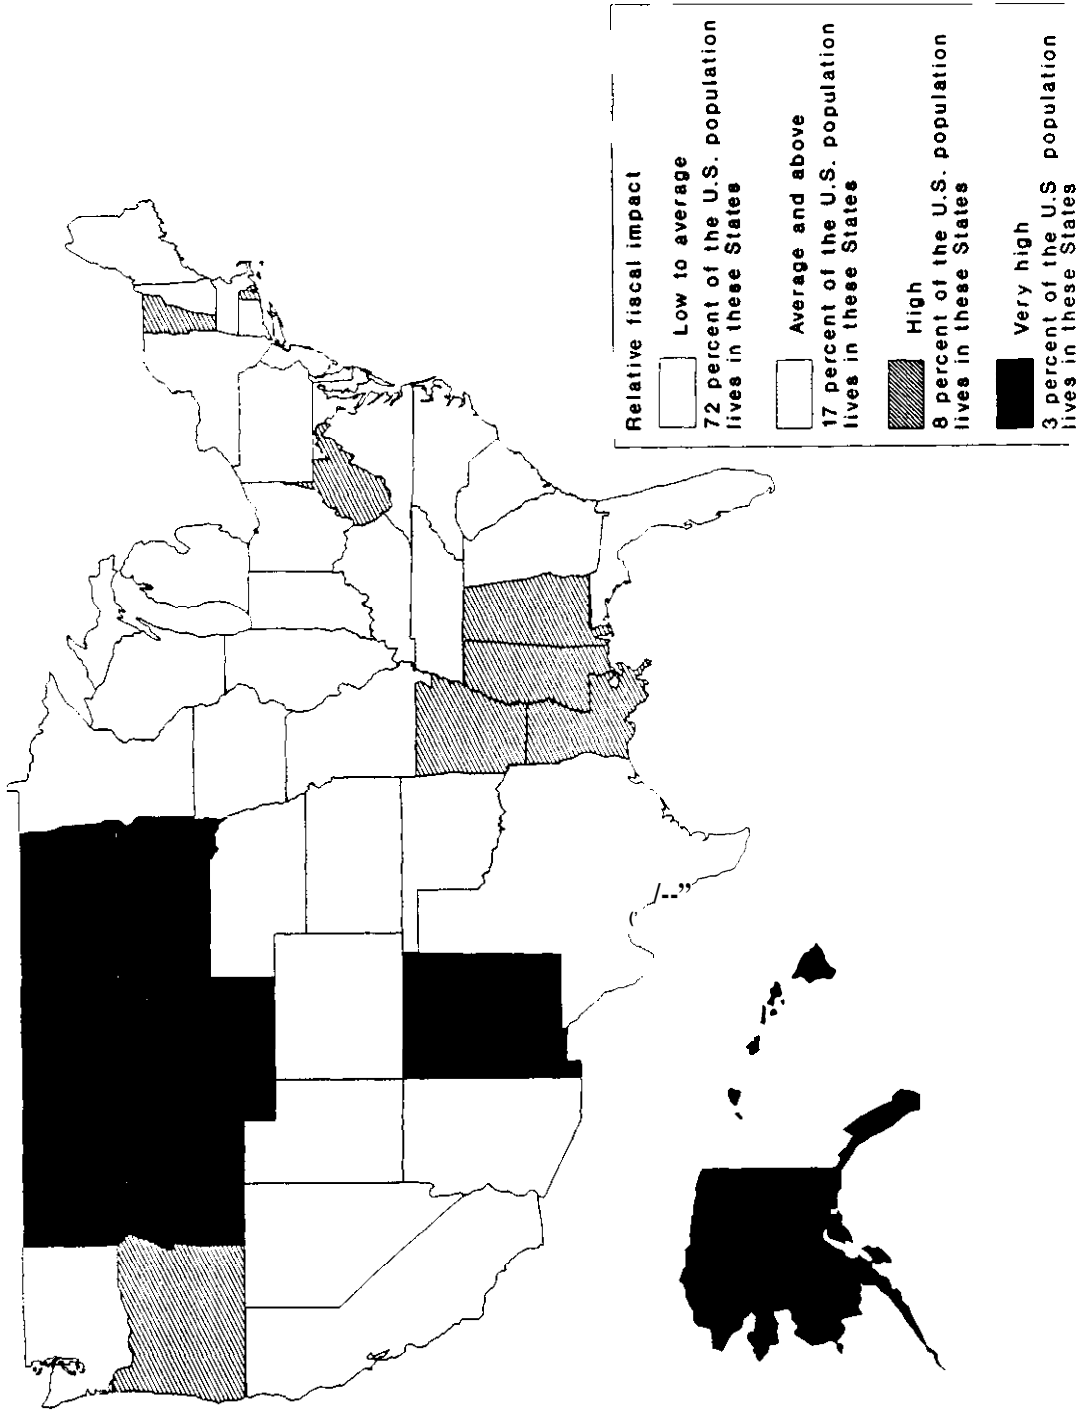 Relative fiscal impact
Low to average
72 percent of the U.S. population
lives in these States
Average and above
17 percent of the U.S. population
lives in these States
High
8 percent of the U.S. population
lives in these States
Very high
3 percent of the U.S population
lives in these States